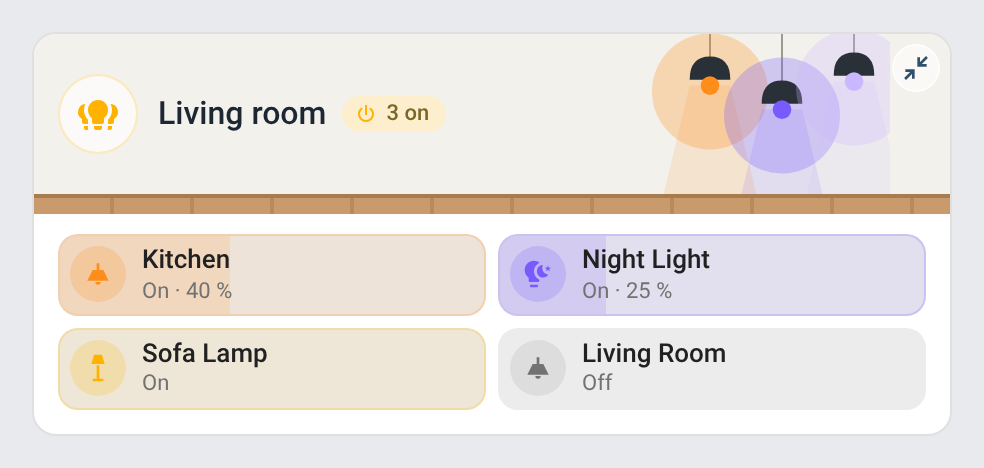 Living room
3 on
Kitchen
On · 40 %
Night Light
On · 25 %
Sofa Lamp
On
Living Room
Off